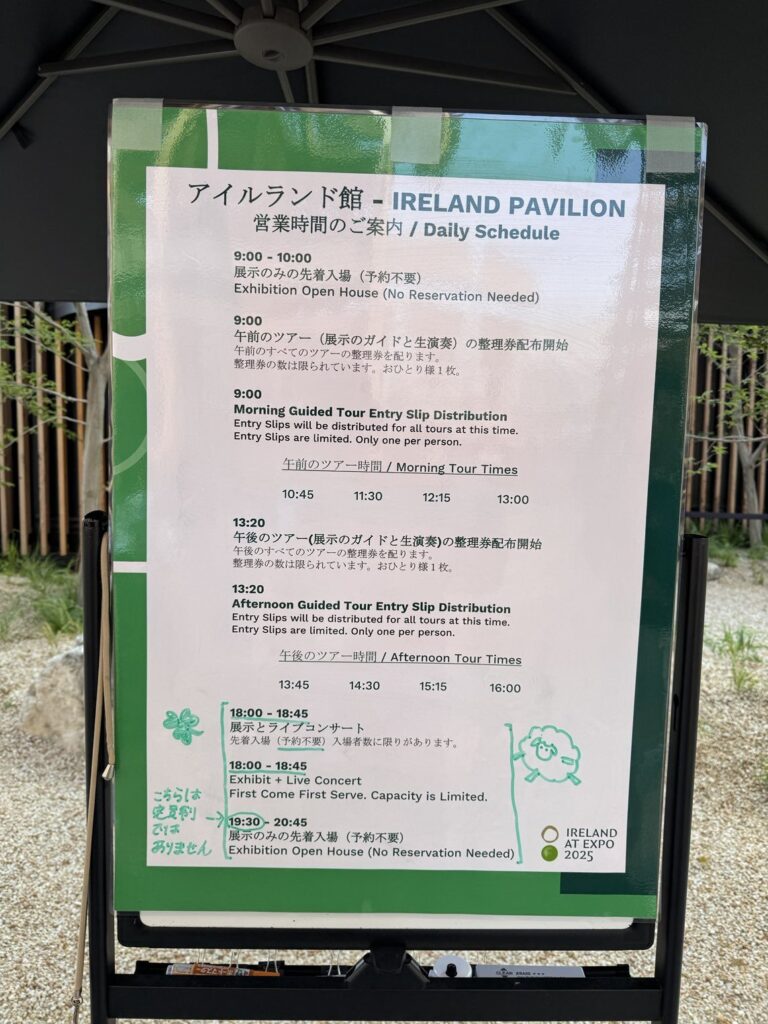 アイルランド館 - IRELAND PAVILION
営業時間のご案内 / Daily Schedule
9:00 - 10:00
展示のみの先着入場（予約不要）
Exhibition Open House (No Reservation Needed)
9:00
午前のツアー（展示のガイドと生演奏）の整理券配布開始
午前のすべてのツアーの整理券を配ります。
整理券の数は限られています。おひとり様１枚。
9:00
Morning Guided Tour Entry Slip Distribution
Entry Slips will be distributed for all tours at this time.
Entry Slips are limited. Only one per person.
午前のツアー時間 / Morning Tour Times
10:45 11:30 12:15 13:00
13:20
午後のツアー(展示のガイドと生演奏)の整理券配布開始
午後のすべてのツアーの整理券を配ります。
整理券の数は限られています。おひとり様１枚。
13:20
Afternoon Guided Tour Entry Slip Distribution
Entry Slips will be distributed for all tours at this time.
Entry Slips are limited. Only one per person.
午後のツアー時間 / Afternoon Tour Times
13:45 14:30 15:15 16:00
18:00 - 18:45
展示とライブコンサート
先着入場（予約不要）入場者数に限りがあります。
18:00 - 18:45
Exhibit + Live Concert
First Come First Serve. Capacity is Limited.
19:30 - 20:45
展示のみの先着入場（予約不要）
Exhibition Open House (No Reservation Needed)
こちらは
定員制
では
ありません
IRELAND
AT EXPO
2025